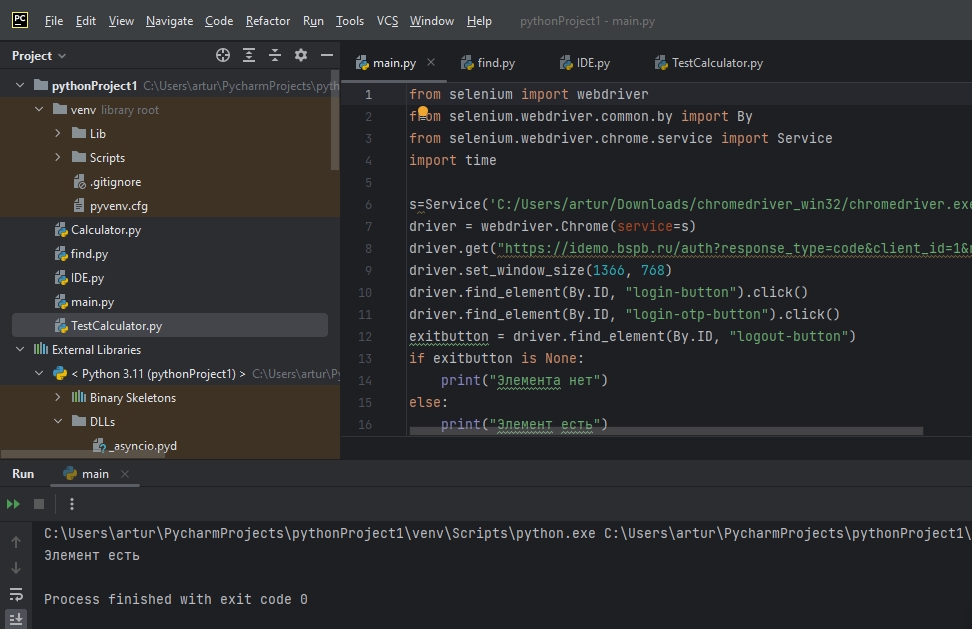 PC File Edit View Navigate Code Refactor Run Tools VCS Window Help pythonProject1 - main.py
Project
main.py find.py IDE.py TestCalculator.py
pythonProject1 C:\Users\artur\PycharmProjects\pyth
venv library root
Lib
Scripts
.gitignore
pyvenv.cfg
Calculator.py
find.py
IDE.py
main.py
TestCalculator.py
External Libraries
< Python 3.11 (pythonProject1) > C:\Users\artur\Py
Binary Skeletons
DLLs
_asyncio.pyd
1 from selenium import webdriver
2 from selenium.webdriver.common.by import By
3 from selenium.webdriver.chrome.service import Service
4 import time
5
6 s=Service('C:/Users/artur/Downloads/chromedriver_win32/chromedriver.exe
7 driver = webdriver.Chrome(service=s)
8 driver.get("https://idemo.bspb.ru/auth?response_type=code&client_id=1&
9 driver.set_window_size(1366, 768)
10 driver.find_element(By.ID, "login-button").click()
11 driver.find_element(By.ID, "login-otp-button").click()
12 exitbutton = driver.find_element(By.ID, "logout-button")
13 if exitbutton is None:
14 print("Элемента нет")
15 else:
16 print("Элемент есть")
Run main
C:\Users\artur\PycharmProjects\pythonProject1\venv\Scripts\python.exe C:\Users\artur\PycharmProjects\pythonProject1\
Элемент есть
Process finished with exit code 0